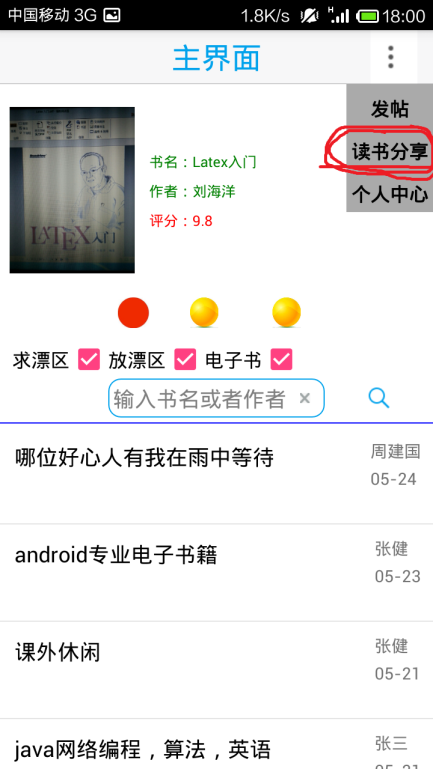 中国移动 3G
1.8K/s
H
18:00
主界面
发帖
读书分享
个人中心
LATEX入门
书名：Latex入门
作者：刘海洋
评分：9.8
求漂区
放漂区
电子书
输入书名或者作者
哪位好心人有我在雨中等待
周建国
05-24
android专业电子书籍
张健
05-23
课外休闲
张健
05-21
java网络编程，算法，英语
张三
05-21